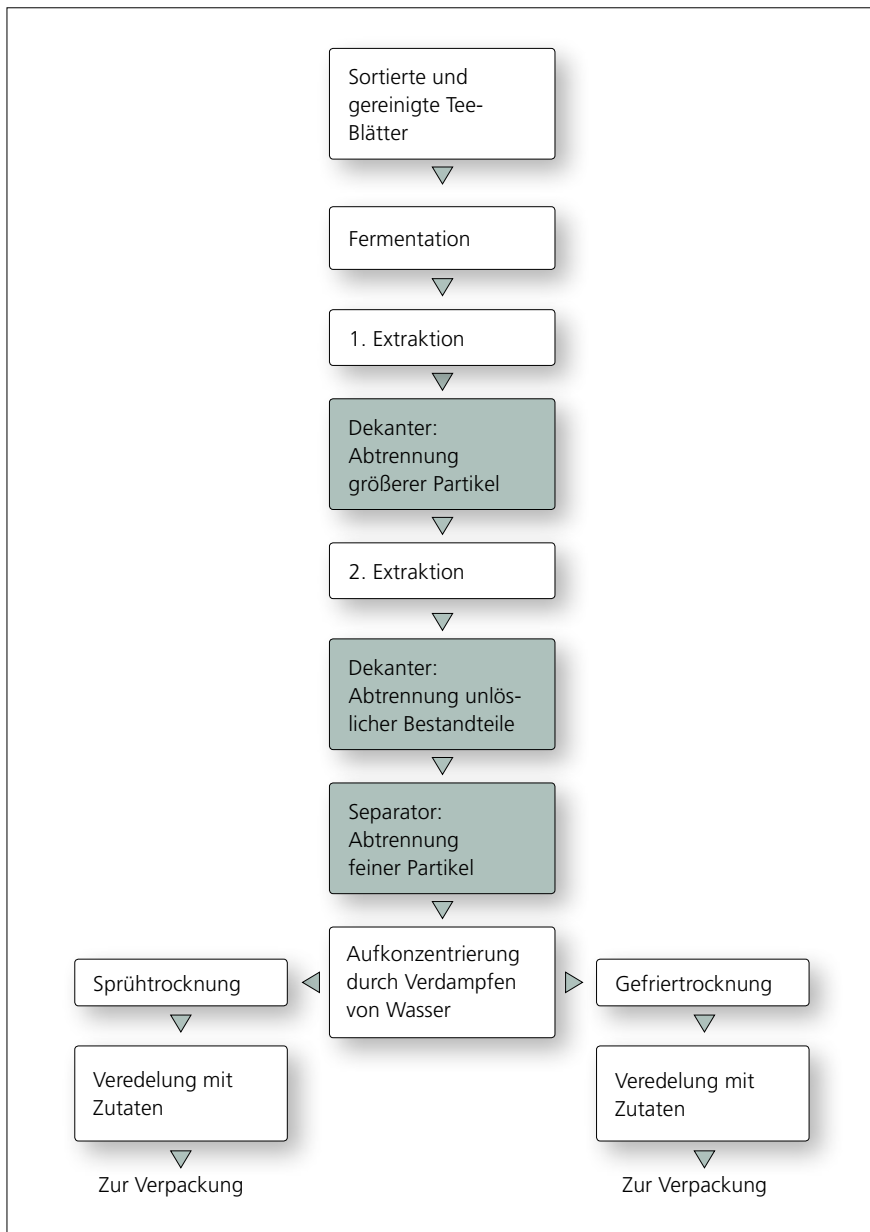 Sortierte und
gereinigte Tee-
Blätter
Fermentation
1. Extraktion
Dekanter:
Abtrennung
größerer Partikel
2. Extraktion
Dekanter:
Abtrennung unlös-
licher Bestandteile
Separator:
Abtrennung
feiner Partikel
Aufkonzentrierung
durch Verdampfen
von Wasser
Sprühtrocknung
Veredelung mit
Zutaten
Zur Verpackung
Gefriertrocknung
Veredelung mit
Zutaten
Zur Verpackung